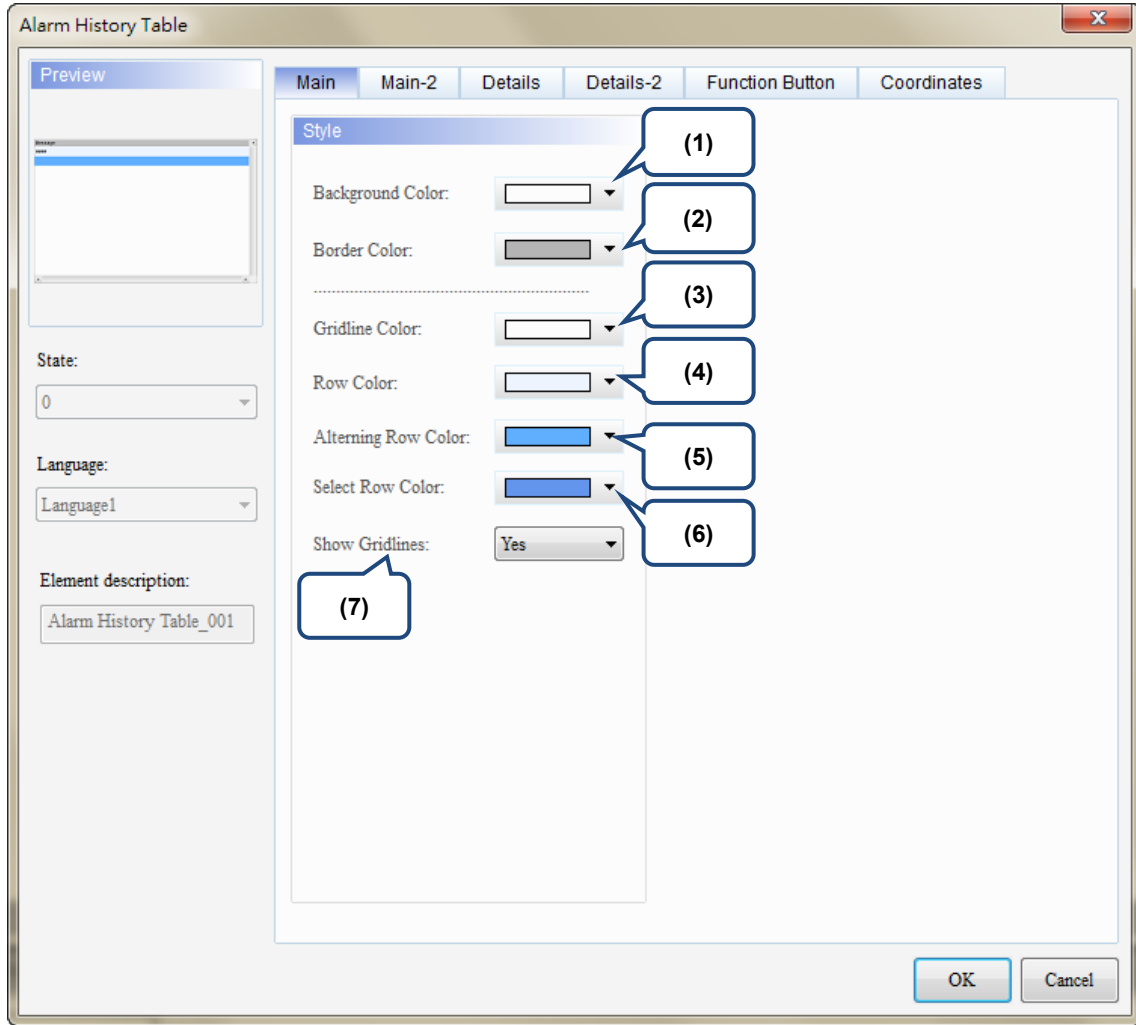 Alarm History Table
Preview
Message
State:
0
Language:
Language1
Element description:
Alarm History Table_001
Main Main-2 Details Details-2 Function Button Coordinates
Style
Background Color:
(1)
Border Color:
(2)
Gridline Color:
(3)
Row Color:
(4)
Alterning Row Color:
(5)
Select Row Color:
(6)
Show Gridlines: Yes
(7)
OK Cancel